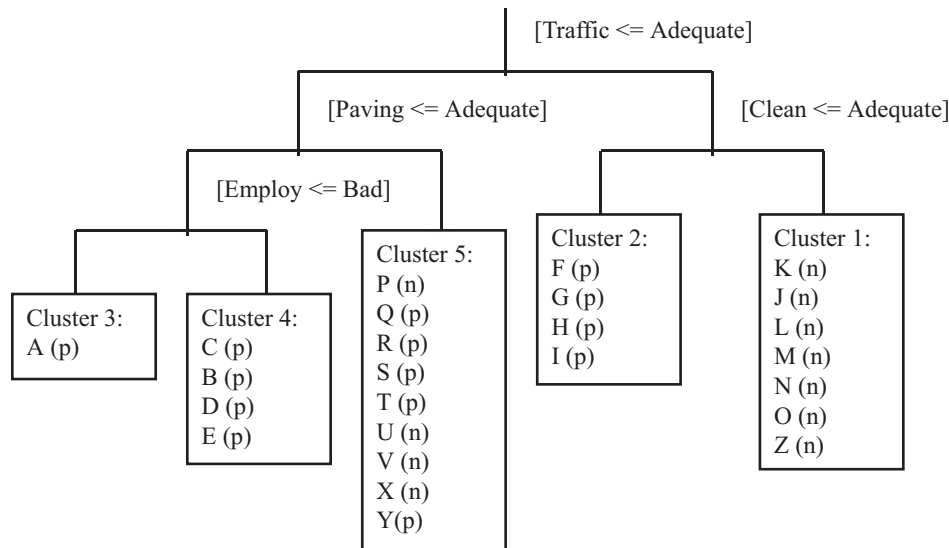 [Traffic <= Adequate]
[Paving <= Adequate]
[Clean <= Adequate]
[Employ <= Bad]
Cluster 3:
A (p)
Cluster 4:
C (p)
B (p)
D (p)
E (p)
Cluster 5:
P (n)
Q (p)
R (p)
S (p)
T (p)
U (n)
V (n)
X (n)
Y(p)
Cluster 2:
F (p)
G (p)
H (p)
I (p)
Cluster 1:
K (n)
J (n)
L (n)
M (n)
N (n)
O (n)
Z (n)